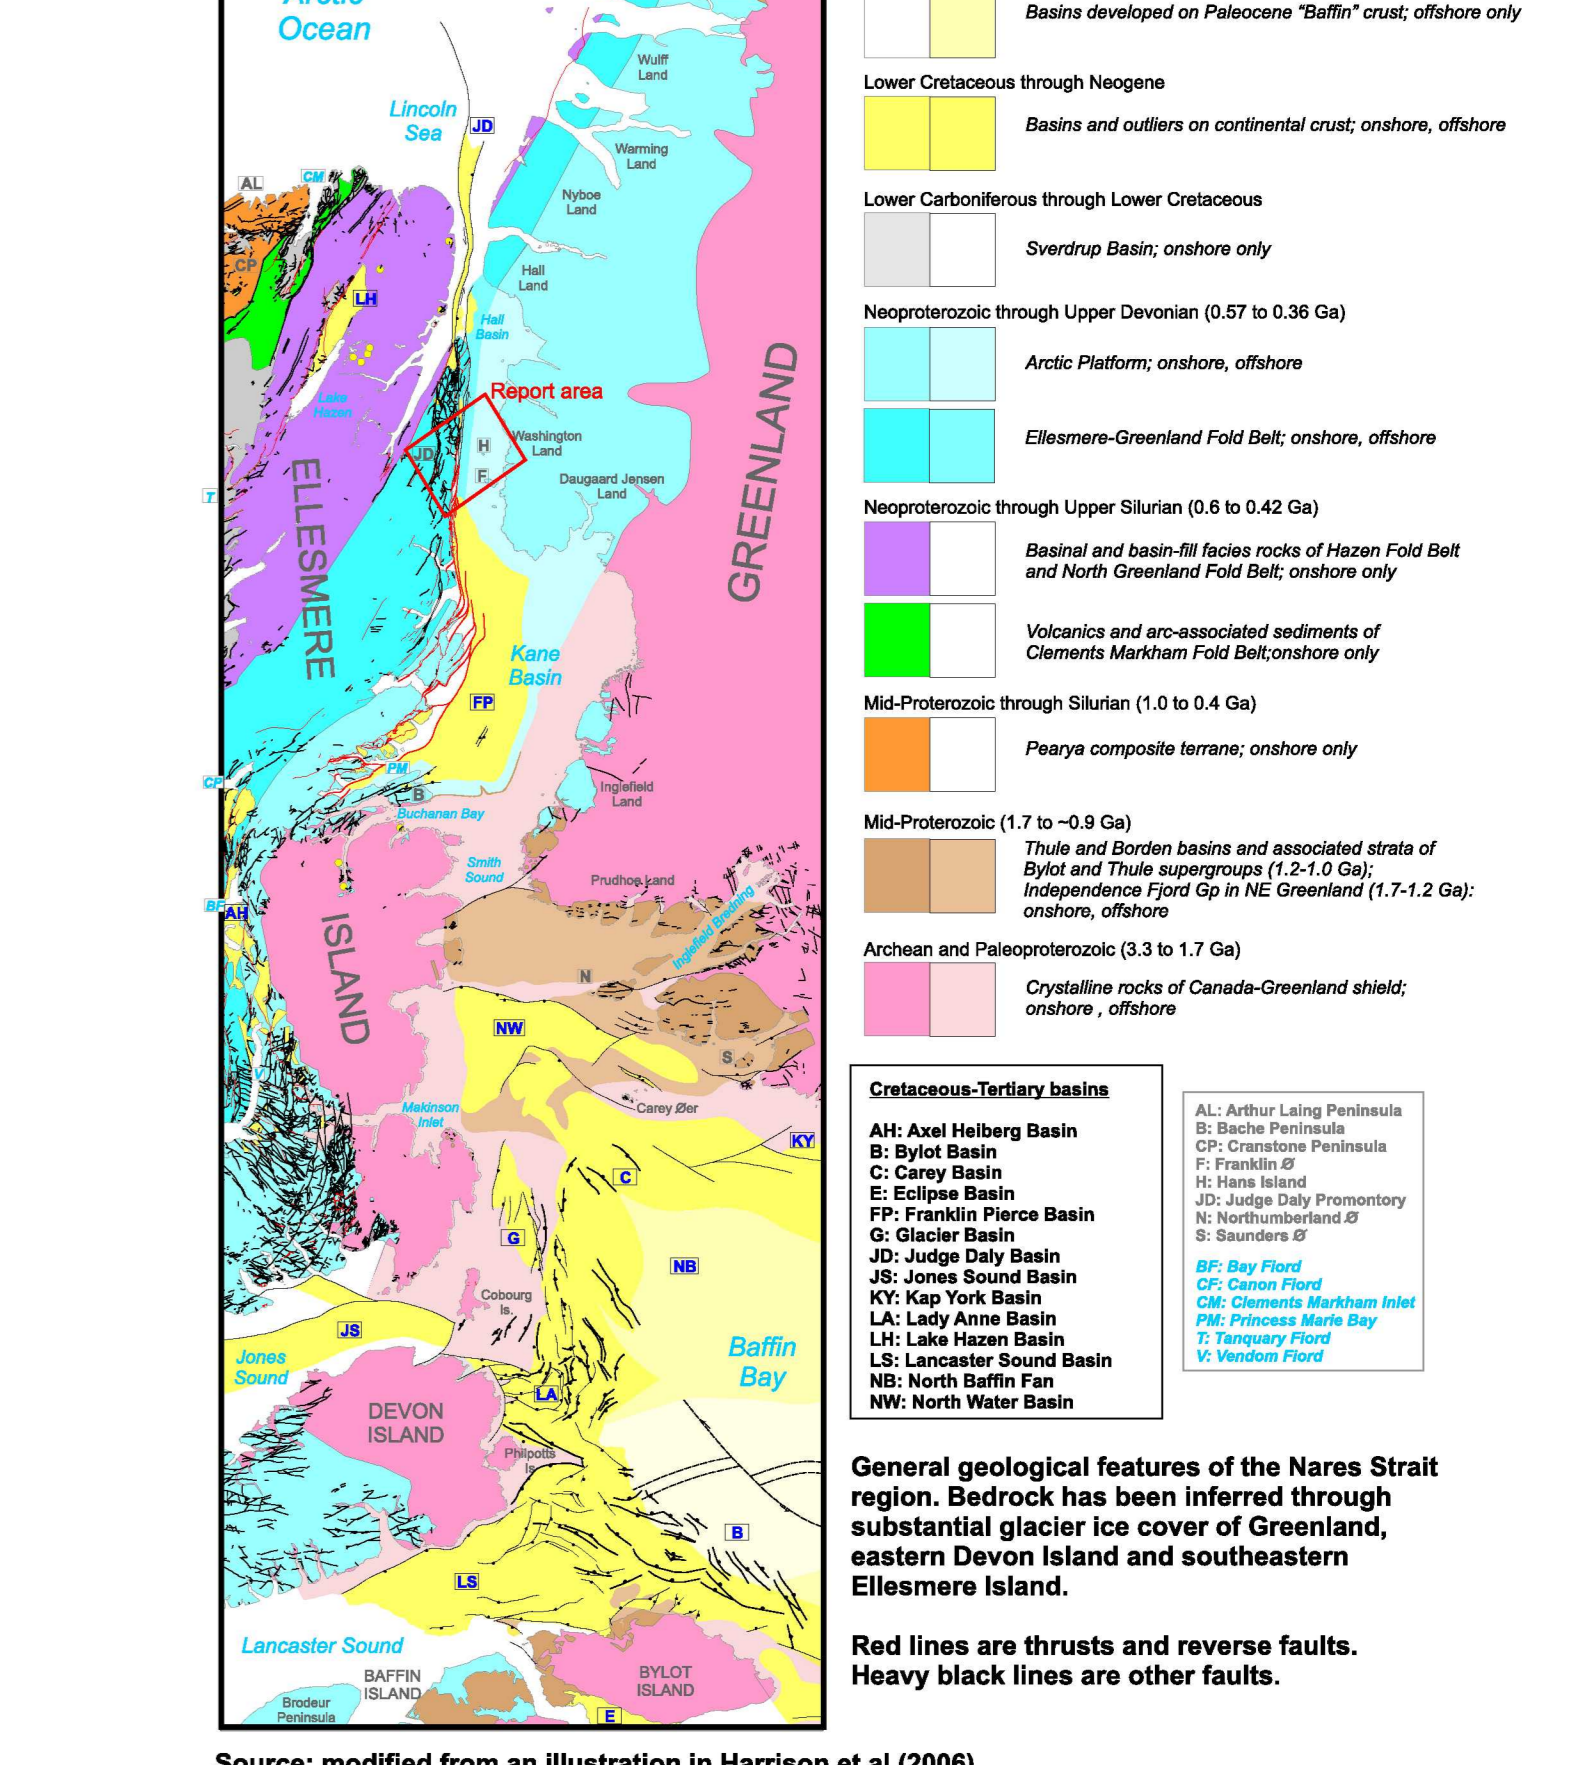 Arctic
Ocean
Lincoln
Sea
JD
Wulff
Land
Warming
Land
Nyboe
Land
Hall
Land
AL
CM
CP
LH
Hall
Basin
Lake
Hazen
Report area
JD
H
F
Washington
Land
Daugaard Jensen
Land
GREENLAND
T
ELLESMERE
ISLAND
Kane
Basin
FP
PM
CP
B
Buchanan Bay
Inglefield
Land
Smith
Sound
Prudhoe Land
Inglefield Bredning
BF
AH
N
NW
S
V
Makinson
Inlet
Carey Øer
KY
C
G
NB
Cobourg
Is.
JS
Jones
Sound
Baffin
Bay
LA
DEVON
ISLAND
Philpotts
Is.
B
LS
Lancaster Sound
BAFFIN
ISLAND
BYLOT
ISLAND
Brodeur
Peninsula
E
Basins developed on Paleocene “Baffin” crust; offshore only
Lower Cretaceous through Neogene
Basins and outliers on continental crust; onshore, offshore
Lower Carboniferous through Lower Cretaceous
Sverdrup Basin; onshore only
Neoproterozoic through Upper Devonian (0.57 to 0.36 Ga)
Arctic Platform; onshore, offshore
Ellesmere-Greenland Fold Belt; onshore, offshore
Neoproterozoic through Upper Silurian (0.6 to 0.42 Ga)
Basinal and basin-fill facies rocks of Hazen Fold Belt
and North Greenland Fold Belt; onshore only
Volcanics and arc-associated sediments of
Clements Markham Fold Belt;onshore only
Mid-Proterozoic through Silurian (1.0 to 0.4 Ga)
Pearya composite terrane; onshore only
Mid-Proterozoic (1.7 to ~0.9 Ga)
Thule and Borden basins and associated strata of
Bylot and Thule supergroups (1.2-1.0 Ga);
Independence Fjord Gp in NE Greenland (1.7-1.2 Ga):
onshore, offshore
Archean and Paleoproterozoic (3.3 to 1.7 Ga)
Crystalline rocks of Canada-Greenland shield;
onshore , offshore
Cretaceous-Tertiary basins
AH: Axel Heiberg Basin
B: Bylot Basin
C: Carey Basin
E: Eclipse Basin
FP: Franklin Pierce Basin
G: Glacier Basin
JD: Judge Daly Basin
JS: Jones Sound Basin
KY: Kap York Basin
LA: Lady Anne Basin
LH: Lake Hazen Basin
LS: Lancaster Sound Basin
NB: North Baffin Fan
NW: North Water Basin
AL: Arthur Laing Peninsula
B: Bache Peninsula
CP: Cranstone Peninsula
F: Franklin Ø
H: Hans Island
JD: Judge Daly Promontory
N: Northumberland Ø
S: Saunders Ø
BF: Bay Fiord
CF: Canon Fiord
CM: Clements Markham Inlet
PM: Princess Marie Bay
T: Tanquary Fiord
V: Vendom Fiord
General geological features of the Nares Strait
region. Bedrock has been inferred through
substantial glacier ice cover of Greenland,
eastern Devon Island and southeastern
Ellesmere Island.
Red lines are thrusts and reverse faults.
Heavy black lines are other faults.
Source: modified from an illustration in Harrison et al (2006)